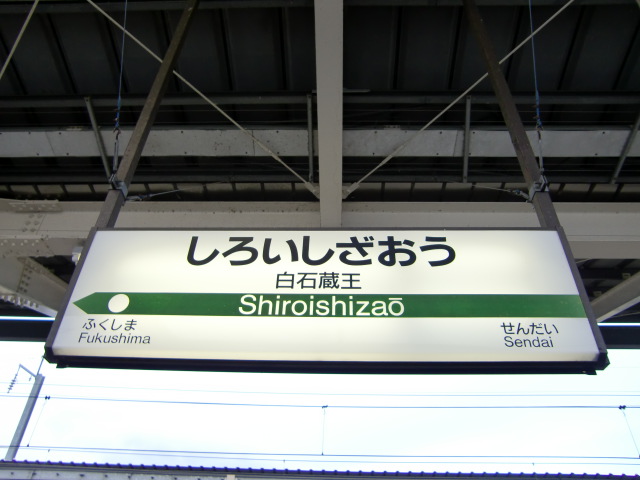 しろいしざおう
白石蔵王
Shiroishizaō
ふくしま
Fukushima
せんだい
Sendai